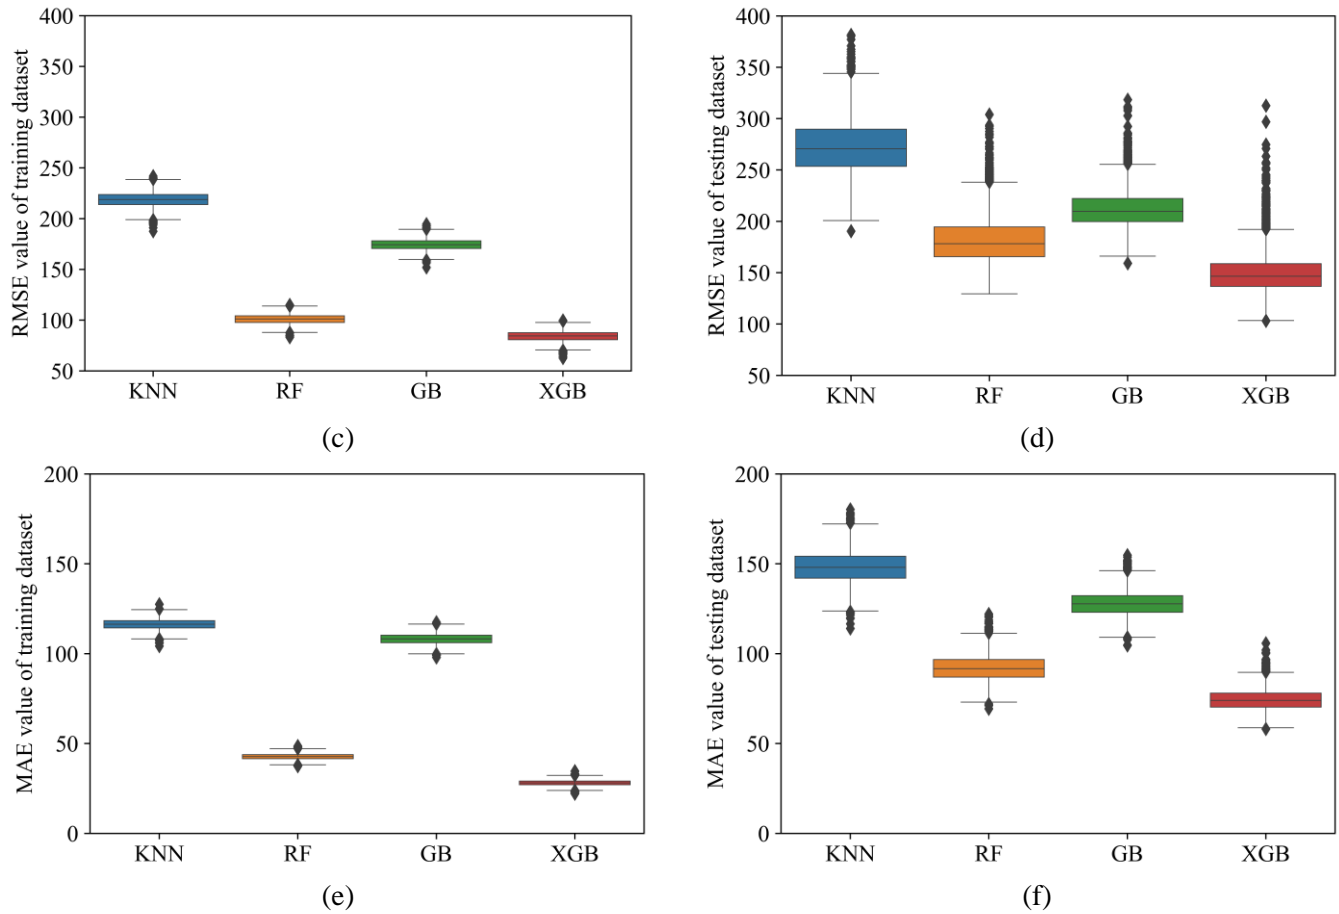 RMSE value of training dataset
400
350
300
250
200
150
100
50
KNN RF GB XGB
(c)
RMSE value of testing dataset
400
350
300
250
200
150
100
50
KNN RF GB XGB
(d)
MAE value of training dataset
200
150
100
50
0
KNN RF GB XGB
(e)
MAE value of testing dataset
200
150
100
50
0
KNN RF GB XGB
(f)